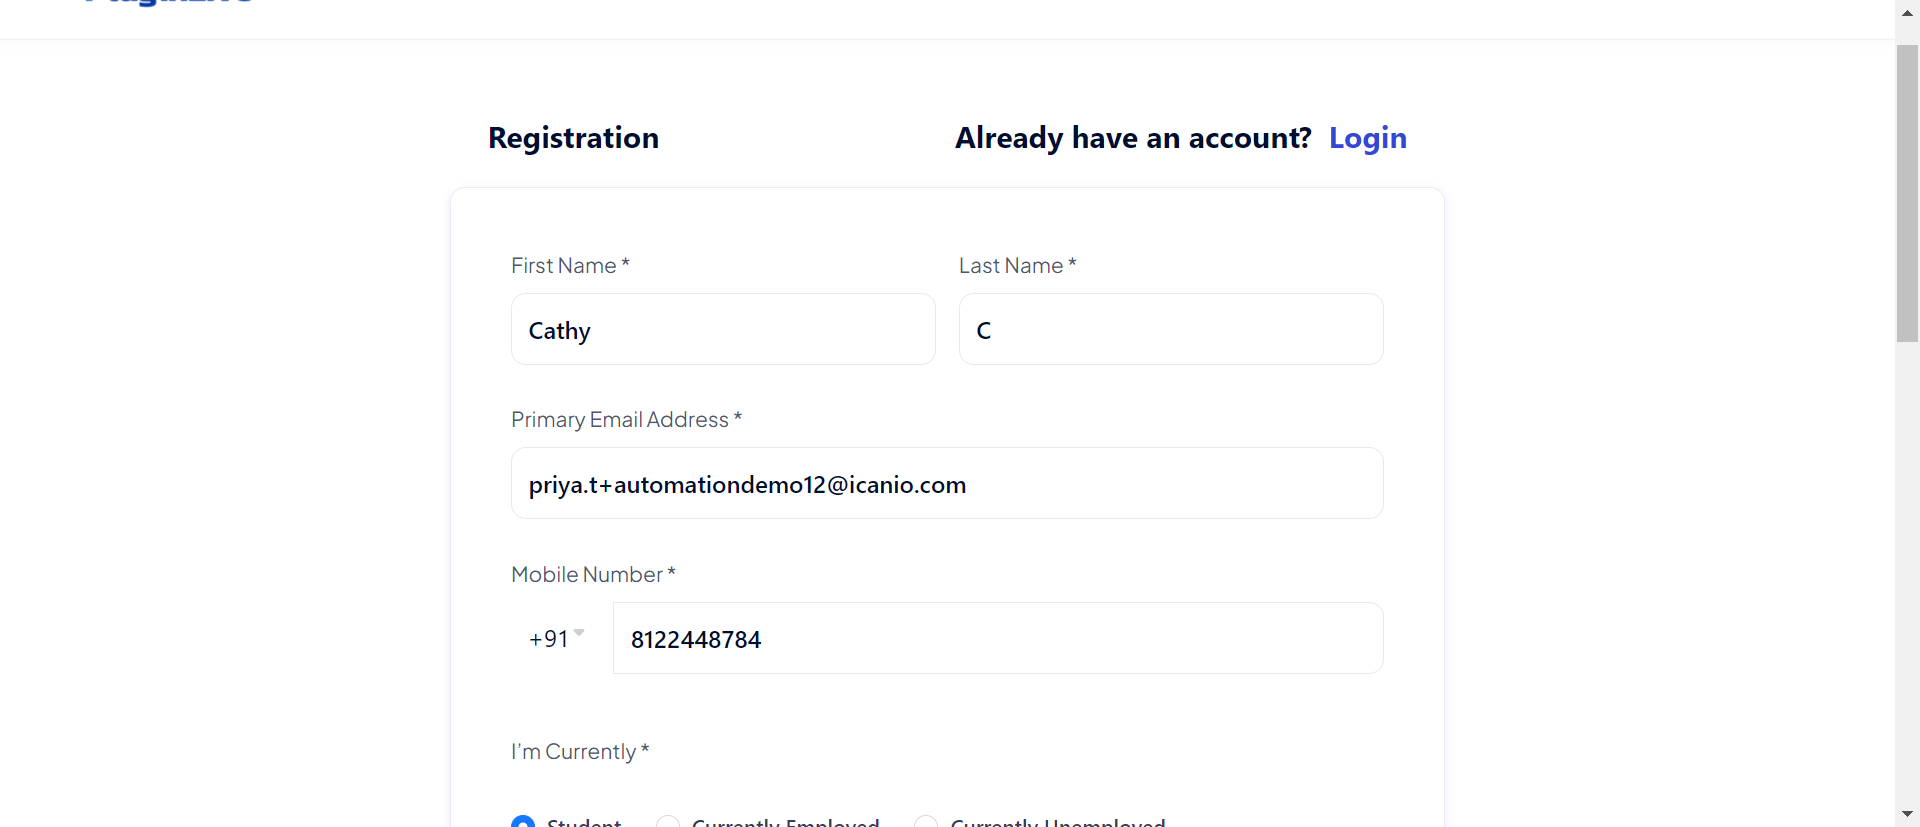 Registration
Already have an account? Login
First Name *
Last Name *
Cathy
C
Primary Email Address *
priya.t+automationdemo12@icanio.com
Mobile Number *
+91
8122448784
I’m Currently *
Student
Currently Employed
Currently Unemployed